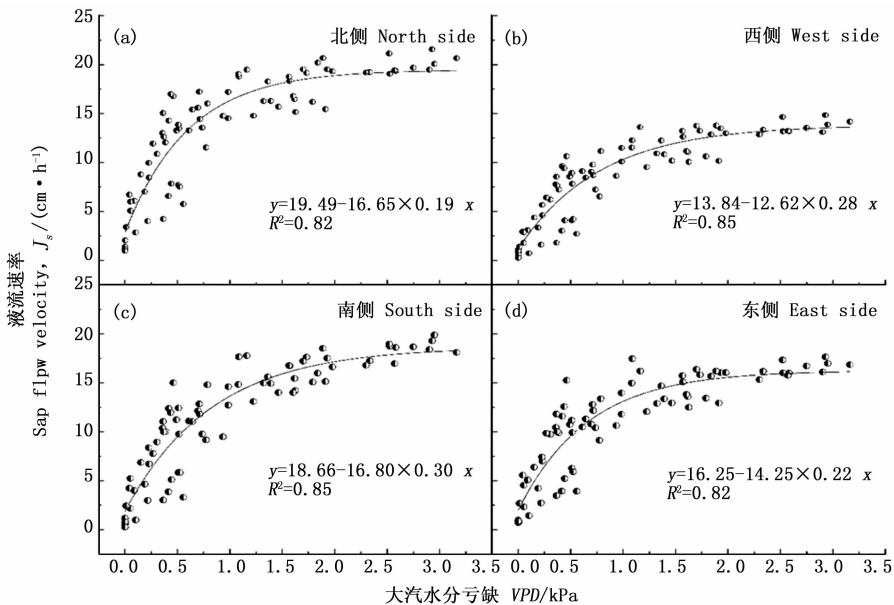 (a) 北侧 North side
25
20
15
10
5
0
y=19.49-16.65×0.19 x
R²=0.82
(b) 西侧 West side
y=13.84-12.62×0.28 x
R²=0.85
液流速率
Sap flpw velocity, Js/(cm·h⁻¹)
(c) 南侧 South side
25
20
15
10
5
0
y=18.66-16.80×0.30 x
R²=0.85
(d) 东侧 East side
y=16.25-14.25×0.22 x
R²=0.82
0.0 0.5 1.0 1.5 2.0 2.5 3.0 3.5
0.0 0.5 1.0 1.5 2.0 2.5 3.0 3.5
大汽水分亏缺 VPD/kPa